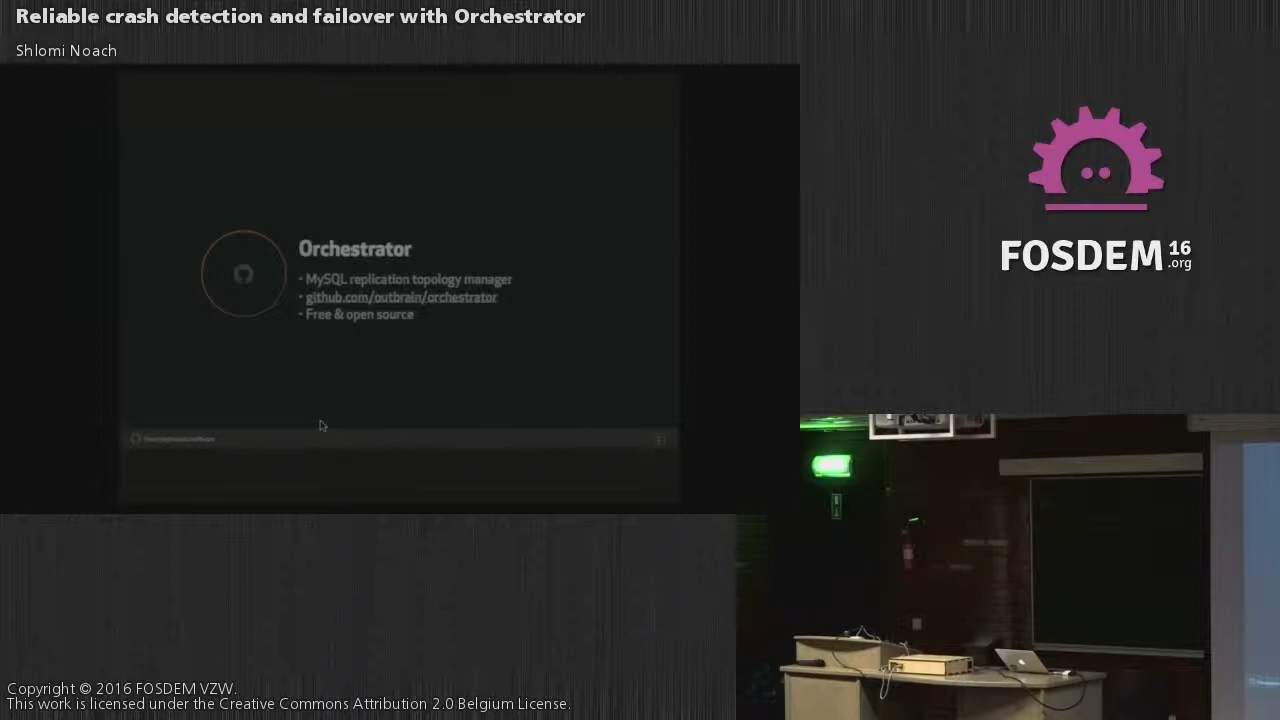 Reliable crash detection and failover with Orchestrator
Shlomi Noach
Orchestrator
- MySQL replication topology manager
- github.com/outbrain/orchestrator
- Free & open source
FOSDEM 16
.org
Copyright © 2016 FOSDEM VZW.
This work is licensed under the Creative Commons Attribution 2.0 Belgium License.